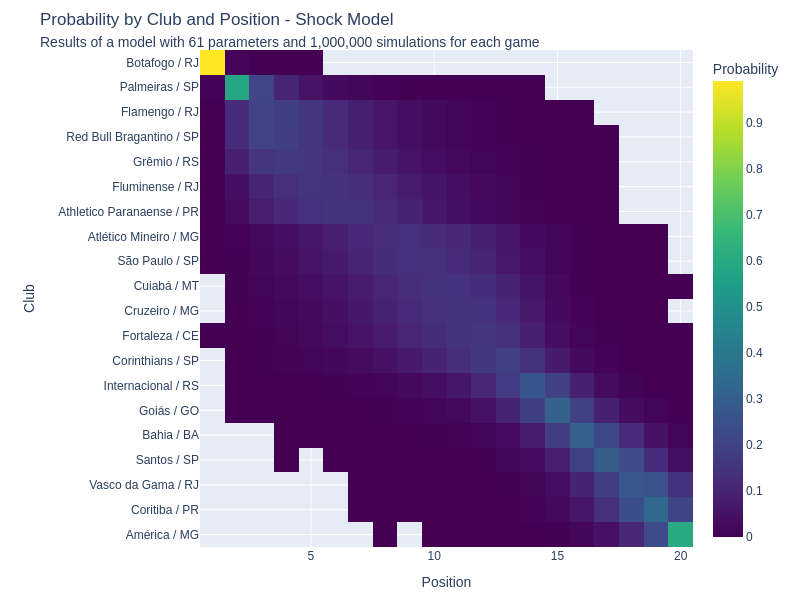 Probability by Club and Position - Shock Model
Results of a model with 61 parameters and 1,000,000 simulations for each game
Probability
Botafogo / RJ
Palmeiras / SP
Flamengo / RJ
Red Bull Bragantino / SP
Grêmio / RS
Fluminense / RJ
Athletico Paranaense / PR
Atlético Mineiro / MG
São Paulo / SP
Cuiabá / MT
Cruzeiro / MG
Fortaleza / CE
Corinthians / SP
Internacional / RS
Goiás / GO
Bahia / BA
Santos / SP
Vasco da Gama / RJ
Coritiba / PR
América / MG
Club
5
10
15
20
Position
0.9
0.8
0.7
0.6
0.5
0.4
0.3
0.2
0.1
0